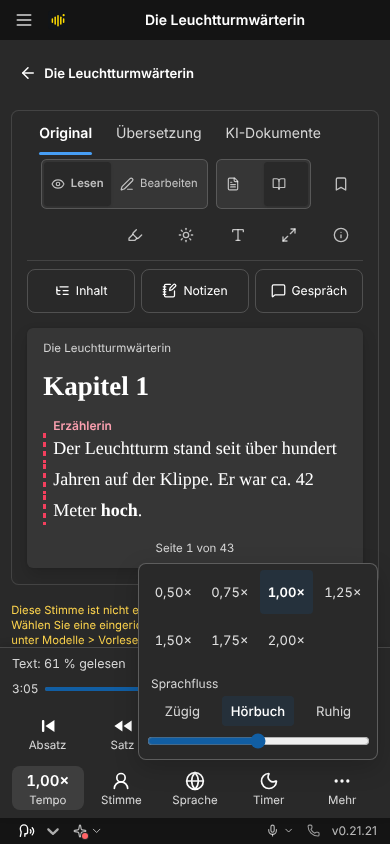 Die Leuchtturmwärterin
Die Leuchtturmwärterin
Original Übersetzung KI-Dokumente
Lesen Bearbeiten
Inhalt Notizen Gespräch
Die Leuchtturmwärterin
Kapitel 1
Erzählerin
Der Leuchtturm stand seit über hundert
Jahren auf der Klippe. Er war ca. 42
Meter hoch.
Seite 1 von 43
Diese Stimme ist nicht
Wählen Sie eine
unter Modelle >
Text: 61 % gelesen
3:05
0,50× 0,75× 1,00× 1,25×
1,50× 1,75× 2,00×
Sprachfluss
Zügig Hörbuch Ruhig
Absatz Satz
1,00×
Tempo Stimme Sprache Timer Mehr
v0.21.21